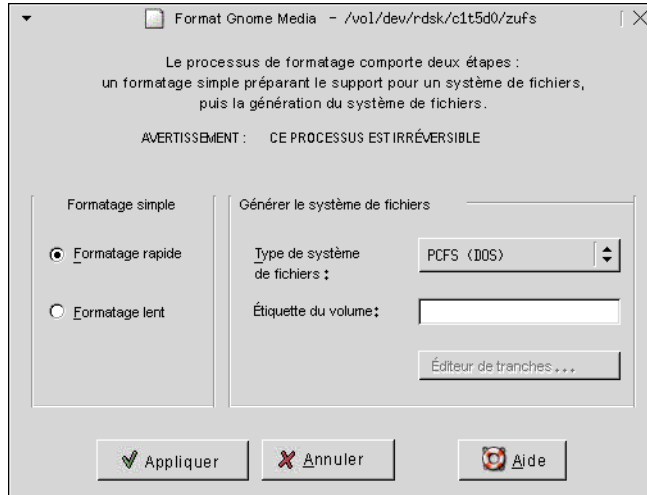 Format Gnome Media - /vol/dev/rdsk/c1t5d0/zufs
Le processus de formatage comporte deux étapes :
un formatage simple préparant le support pour un système de fichiers,
puis la génération du système de fichiers.
AVERTISSEMENT : CE PROCESSUS EST IRRÉVERSIBLE
Formatage simple
Formatage rapide
Formatage lent
Générer le système de fichiers
Type de système
de fichiers :
PCFS (DOS)
Étiquette du volume:
Éditeur de tranches...
Appliquer
Annuler
Aide